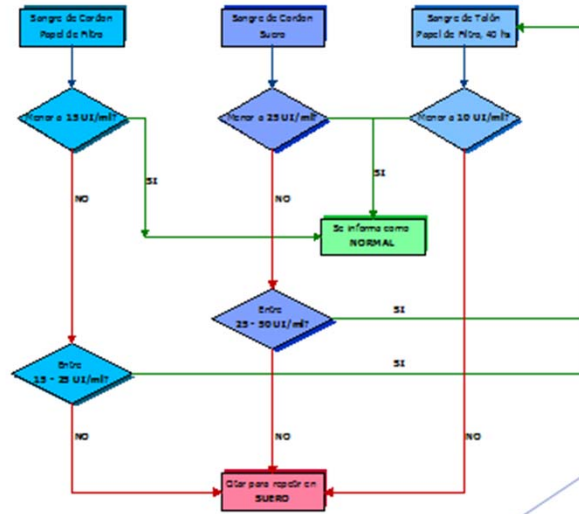 Sangre de Cordon
Papel de Filtro
Sangre de Cordon
Suero
Sangre de Talón
Papel de Filtro, 40 hs
Menor a 15 UI/ml?
Menor a 25 UI/ml?
Menor a 10 UI/ml?
SI
SI
NO
NO
Se informa como
NORMAL
Entre
25 - 50 UI/ml?
SI
Entre
15 - 25 UI/ml?
SI
NO
NO
NO
Citar para repetir en
SUERO